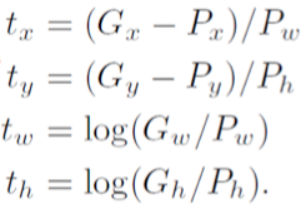 t_x = (G_x − P_x)/P_w
t_y = (G_y − P_y)/P_h
t_w = log(G_w/P_w)
t_h = log(G_h/P_h).